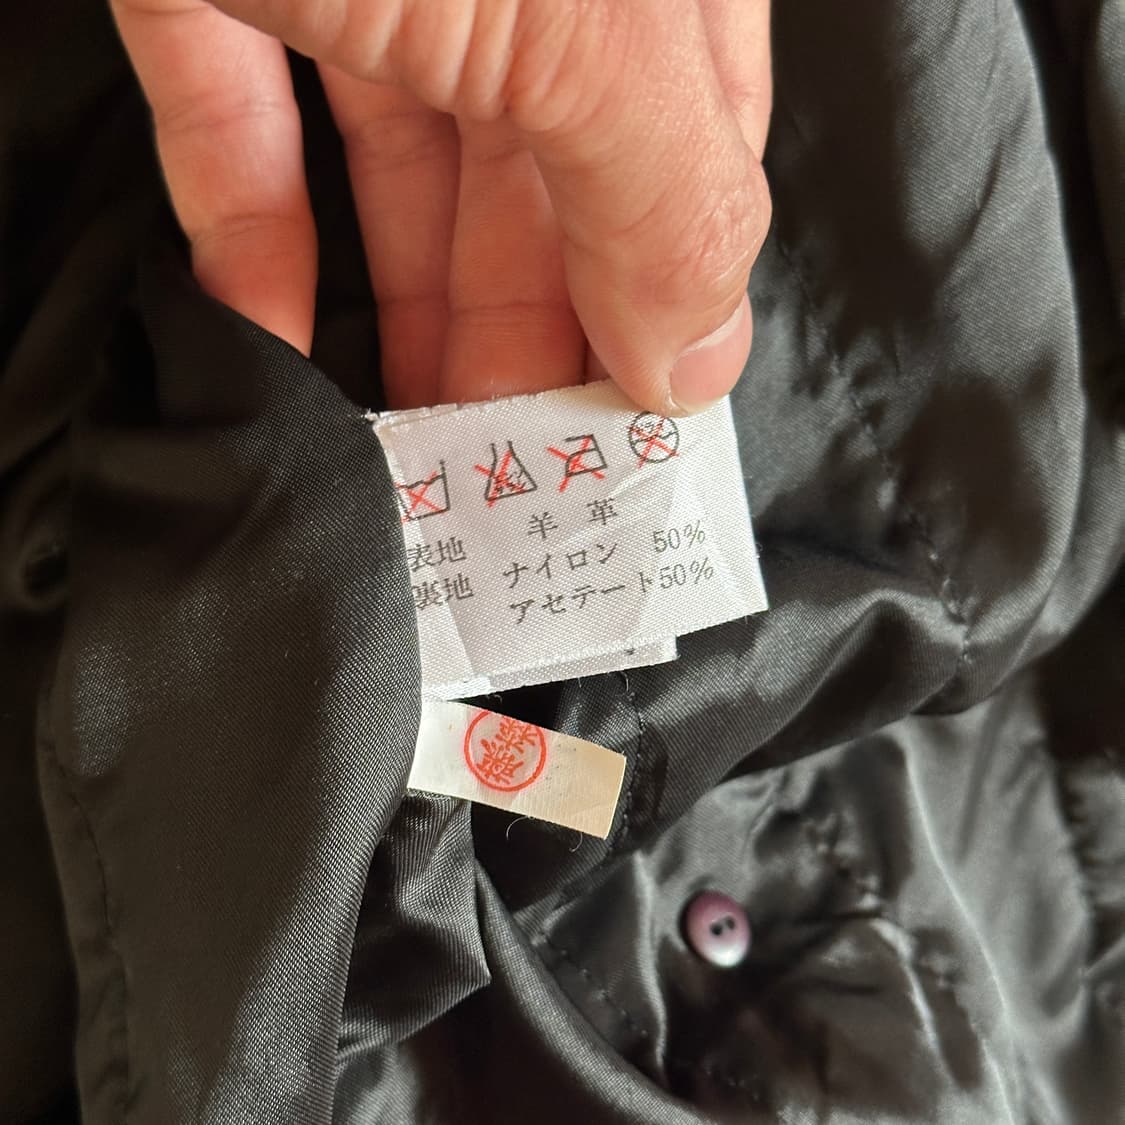 羊革
表地 ナイロン 50%
裏地 アセテート50%